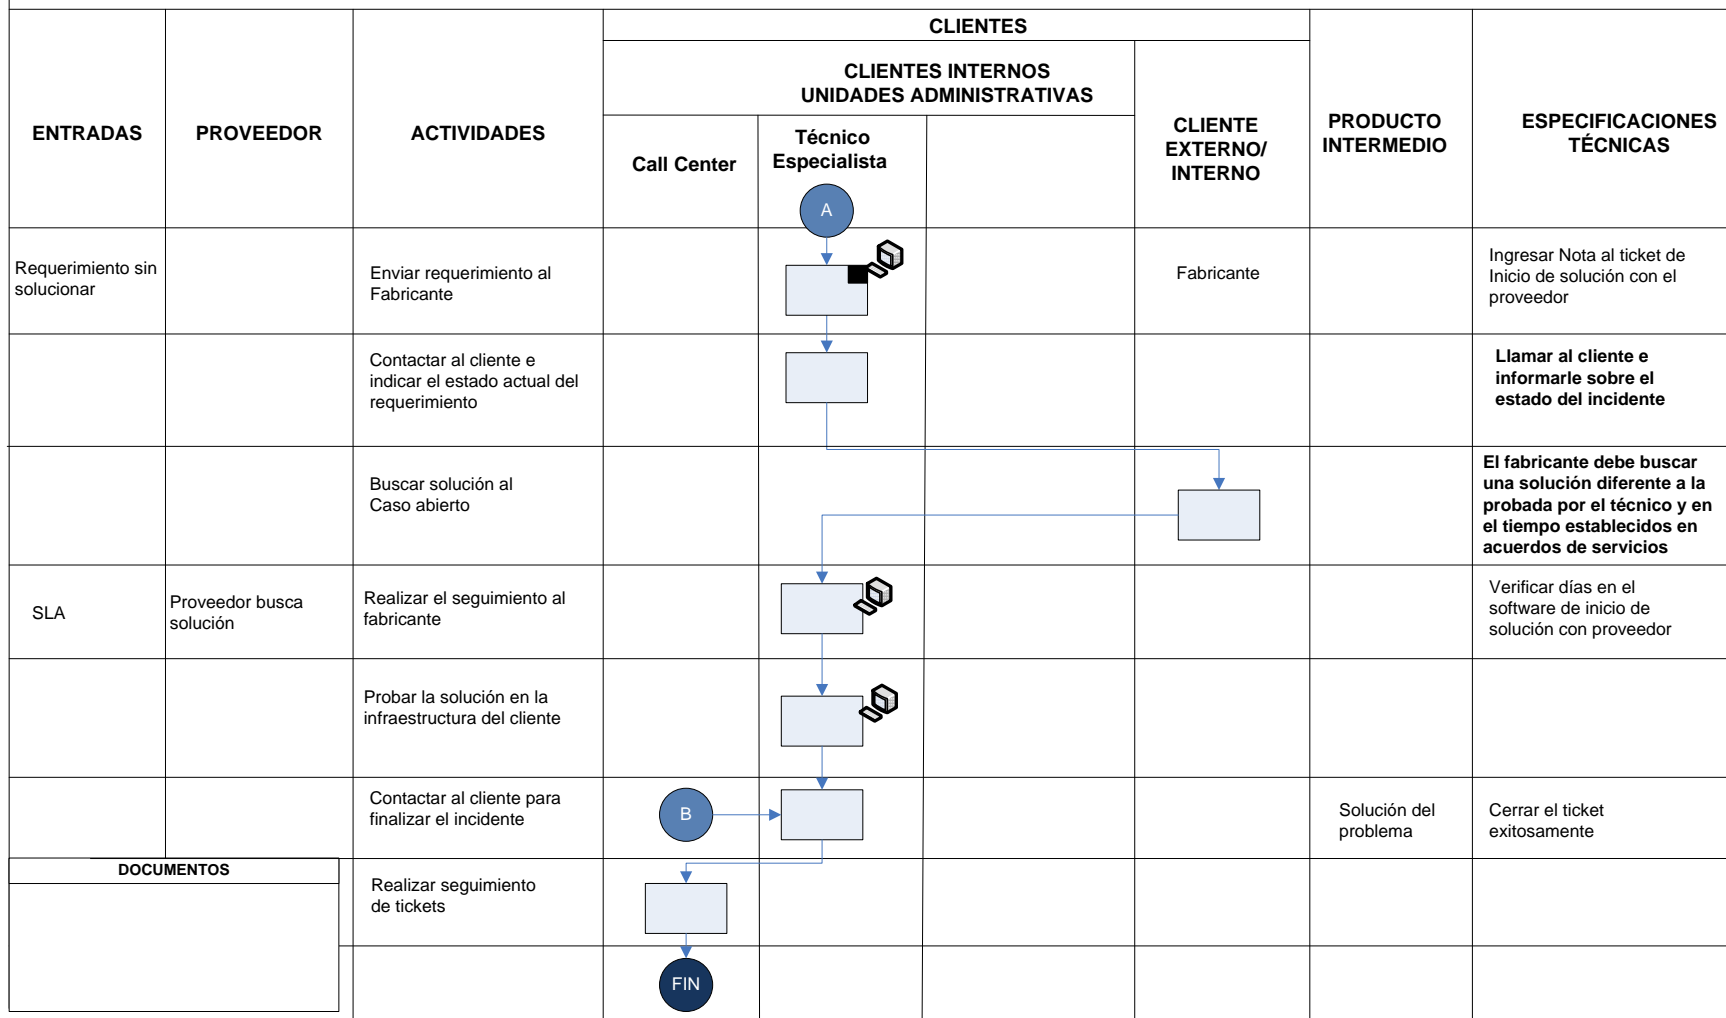 CLIENTES
CLIENTES INTERNOS
UNIDADES ADMINISTRATIVAS
ENTRADAS
PROVEEDOR
ACTIVIDADES
Call Center
Técnico
Especialista
CLIENTE
EXTERNO/
INTERNO
PRODUCTO
INTERMEDIO
ESPECIFICACIONES
TÉCNICAS
A
Requerimiento sin
solucionar
Enviar requerimiento al
Fabricante
Fabricante
Ingresar Nota al ticket de
Inicio de solución con el
proveedor
Contactar al cliente e
indicar el estado actual del
requerimiento
Llamar al cliente e
informarle sobre el
estado del incidente
Buscar solución al
Caso abierto
El fabricante debe buscar
una solución diferente a la
probada por el técnico y en
el tiempo establecidos en
acuerdos de servicios
SLA
Proveedor busca
solución
Realizar el seguimiento al
fabricante
Verificar días en el
software de inicio de
solución con proveedor
Probar la solución en la
infraestructura del cliente
Contactar al cliente para
finalizar el incidente
B
Solución del
problema
Cerrar el ticket
exitosamente
DOCUMENTOS
Realizar seguimiento
de tickets
FIN